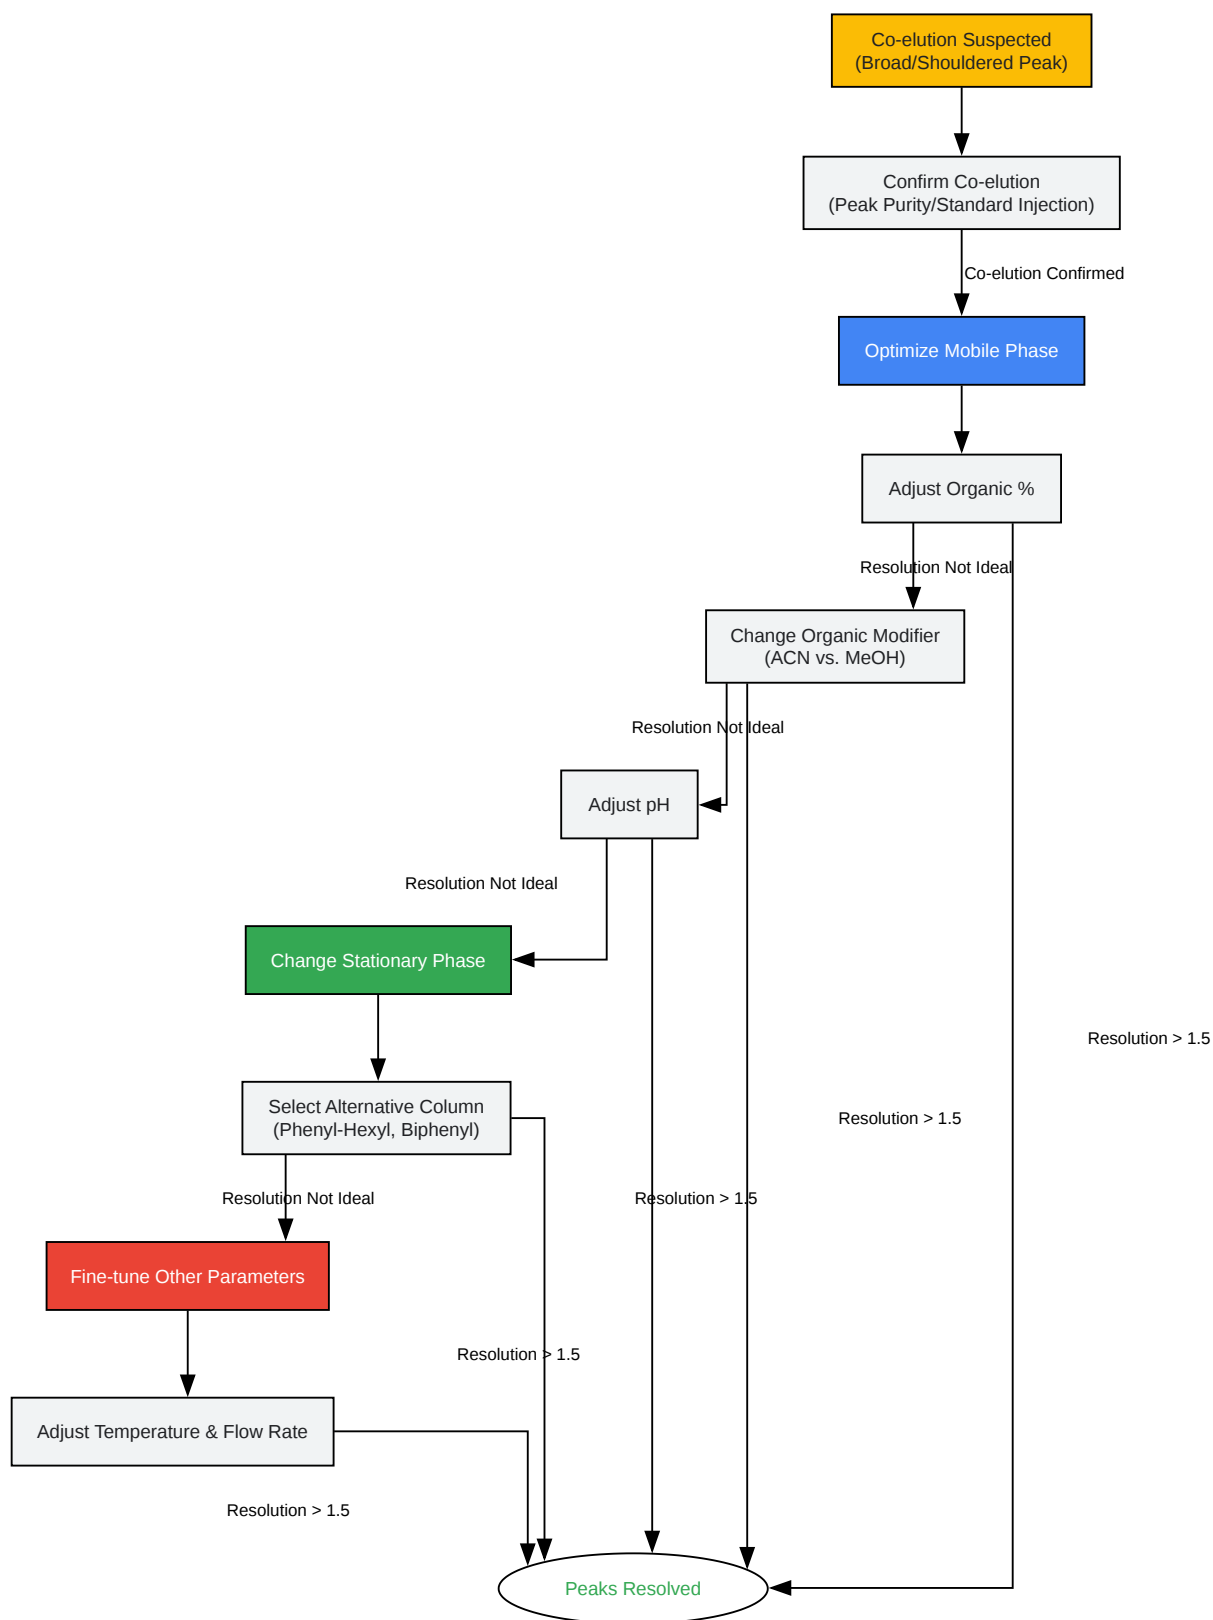 Co-elution Suspected
(Broad/Shouldered Peak)
Confirm Co-elution
(Peak Purity/Standard Injection)
Co-elution Confirmed
Optimize Mobile Phase
Adjust Organic %
Resolution Not Ideal
Change Organic Modifier
(ACN vs. MeOH)
Resolution Not Ideal
Adjust pH
Resolution Not Ideal
Change Stationary Phase
Resolution > 1.5
Select Alternative Column
(Phenyl-Hexyl, Biphenyl)
Resolution > 1.5
Resolution Not Ideal
Resolution > 1.5
Fine-tune Other Parameters
Resolution > 1.5
Adjust Temperature & Flow Rate
Resolution > 1.5
Peaks Resolved